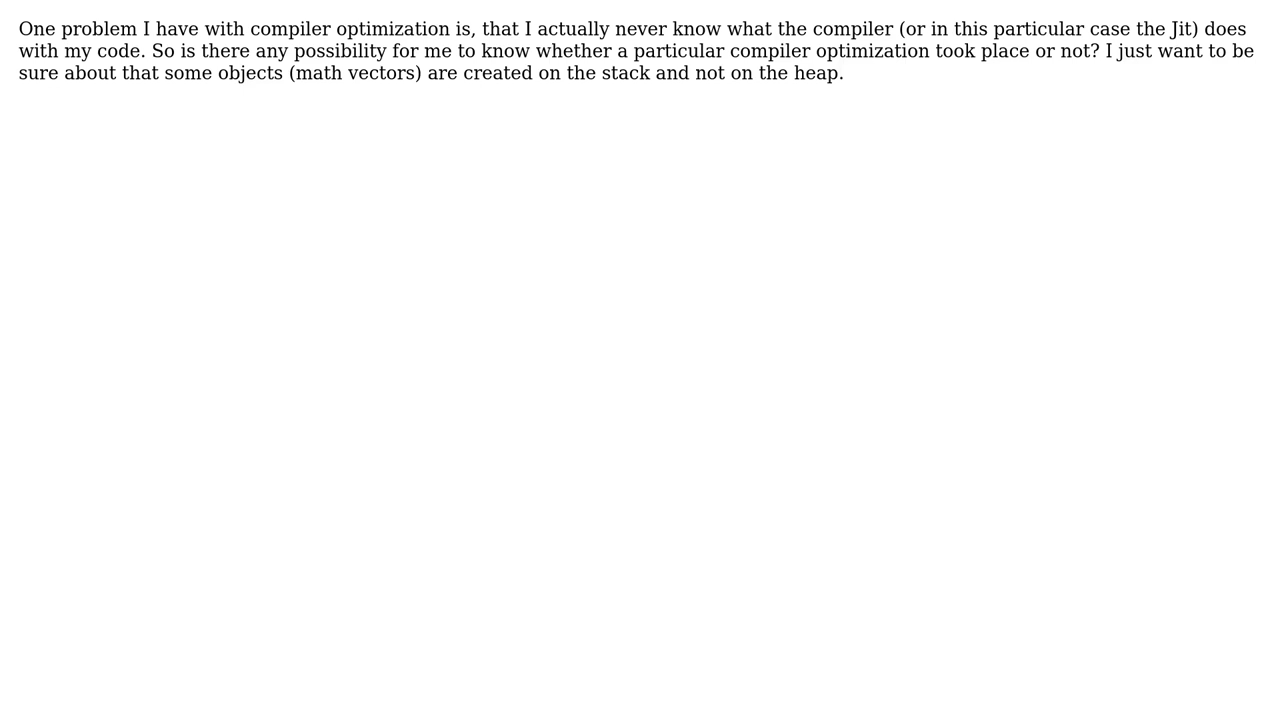 One problem I have with compiler optimization is, that I actually never know what the compiler (or in this particular case the Jit) does
with my code. So is there any possibility for me to know whether a particular compiler optimization took place or not? I just want to be
sure about that some objects (math vectors) are created on the stack and not on the heap.